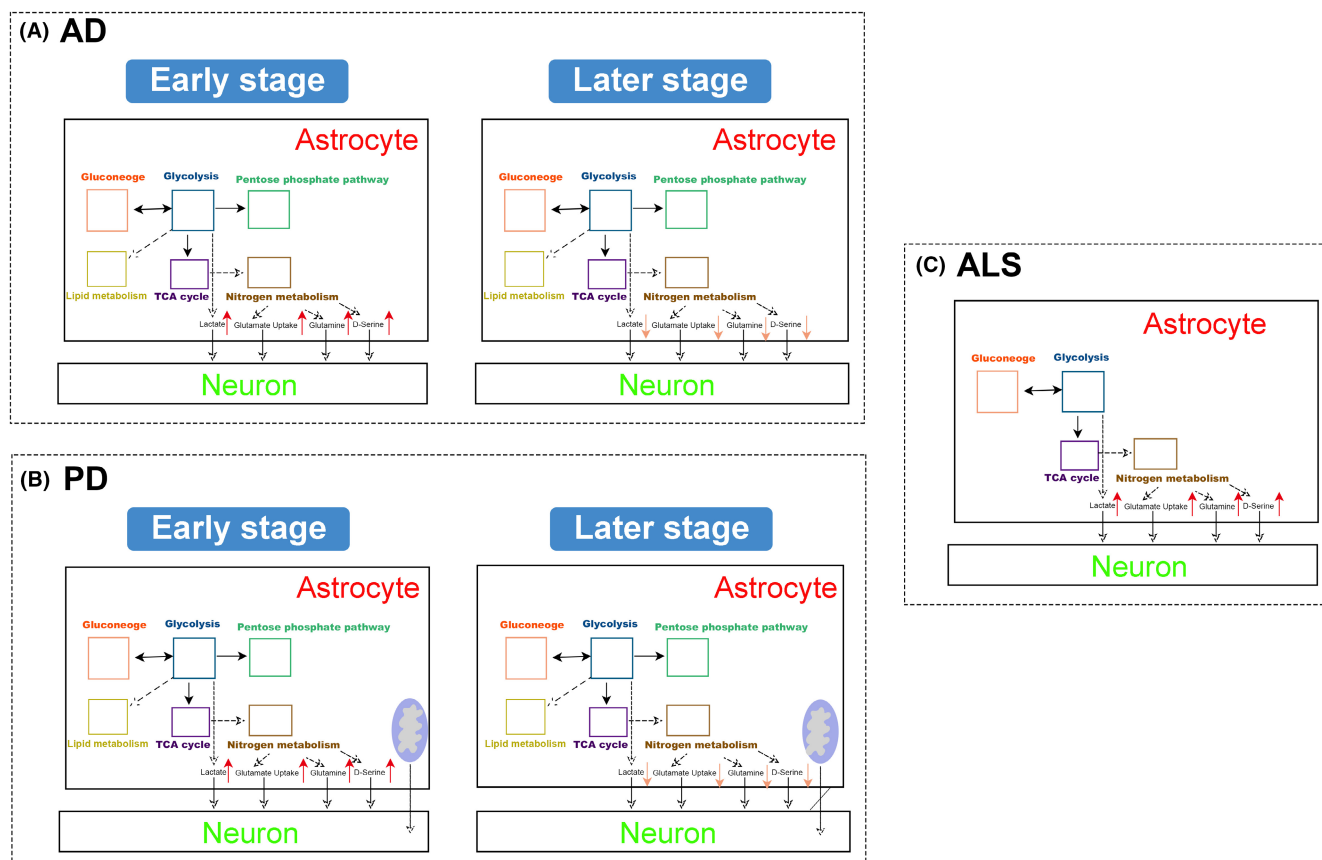 (A) AD
Early stage
Astrocyte
Gluconeoge Glycolysis Pentose phosphate pathway
Lipid metabolism TCA cycle Nitrogen metabolism
Lactate Glutamate Uptake Glutamine D-Serine
Neuron
Later stage
Astrocyte
Gluconeoge Glycolysis Pentose phosphate pathway
Lipid metabolism TCA cycle Nitrogen metabolism
Lactate Glutamate Uptake Glutamine D-Serine
Neuron
(B) PD
Early stage
Astrocyte
Gluconeoge Glycolysis Pentose phosphate pathway
Lipid metabolism TCA cycle Nitrogen metabolism
Lactate Glutamate Uptake Glutamine D-Serine
Neuron
Later stage
Astrocyte
Gluconeoge Glycolysis Pentose phosphate pathway
Lipid metabolism TCA cycle Nitrogen metabolism
Lactate Glutamate Uptake Glutamine D-Serine
Neuron
(C) ALS
Astrocyte
Gluconeoge Glycolysis
TCA cycle Nitrogen metabolism
Lactate Glutamate Uptake Glutamine D-Serine
Neuron